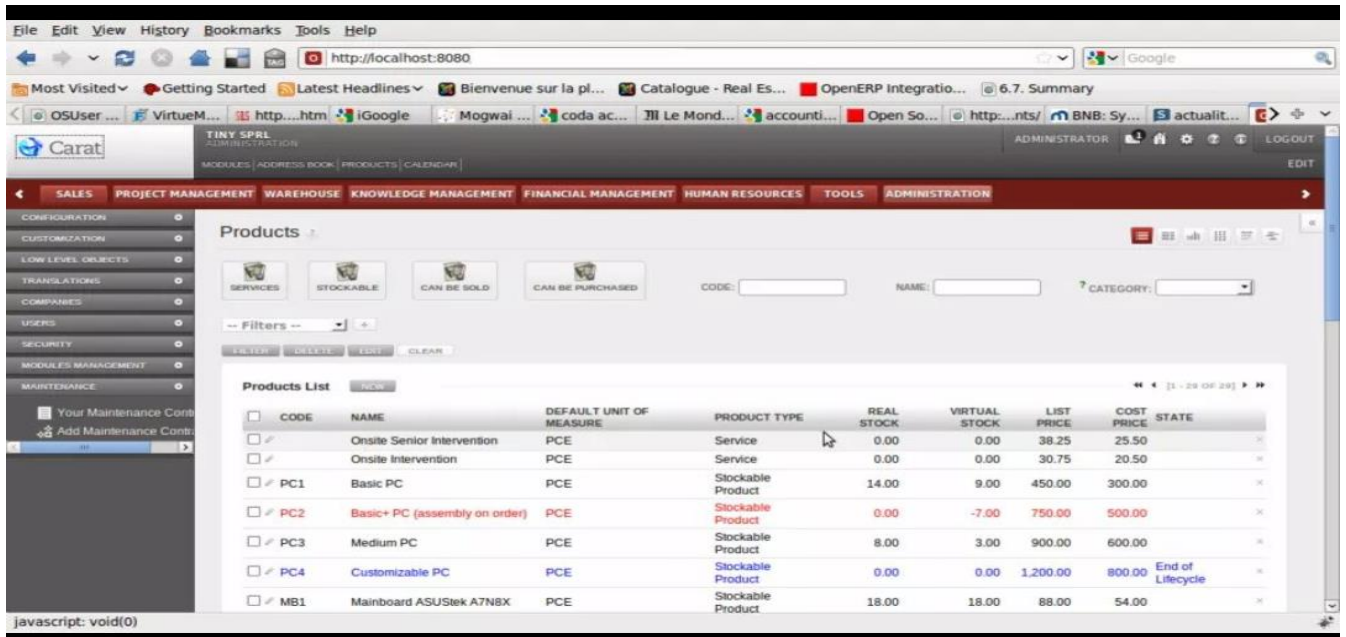 File Edit View History Bookmarks Tools Help
http://localhost:8080
Google
Most Visited Getting Started Latest Headlines Bienvenue sur la pl... Catalogue - Real Es... OpenERP Integratio... 6.7. Summary
OSUser ... VirtueM... http....htm iGoogle Mogwai ... coda ac... Le Mond... accounti... Open So... http:...nts/ BNB: Sy... actualit...
Carat
TINY SPRL
ADMINISTRATION
MODULES | ADDRESS BOOK | PRODUCTS | CALENDAR |
ADMINISTRATOR LOGOUT
EDIT
SALES PROJECT MANAGEMENT WAREHOUSE KNOWLEDGE MANAGEMENT FINANCIAL MANAGEMENT HUMAN RESOURCES TOOLS ADMINISTRATION
CONFIGURATION
CUSTOMIZATION
LOW LEVEL OBJECTS
TRANSLATIONS
COMPANIES
USERS
SECURITY
MODULES MANAGEMENT
MAINTENANCE
Your Maintenance Cont
Add Maintenance Contr
Products ?
SERVICES STOCKABLE CAN BE SOLD CAN BE PURCHASED CODE: NAME: ? CATEGORY:
-- Filters -- +
FILTER DELETE EDIT CLEAR
Products List NEW [1 - 29 OF 29]
CODE NAME DEFAULT UNIT OF MEASURE PRODUCT TYPE REAL STOCK VIRTUAL STOCK LIST PRICE COST PRICE STATE
Onsite Senior Intervention PCE Service 0.00 0.00 38.25 25.50
Onsite Intervention PCE Service 0.00 0.00 30.75 20.50
PC1 Basic PC PCE Stockable Product 14.00 9.00 450.00 300.00
PC2 Basic+ PC (assembly on order) PCE Stockable Product 0.00 -7.00 750.00 500.00
PC3 Medium PC PCE Stockable Product 8.00 3.00 900.00 600.00
PC4 Customizable PC PCE Stockable Product 0.00 0.00 1,200.00 800.00 End of Lifecycle
MB1 Mainboard ASUStek A7N8X PCE Stockable Product 18.00 18.00 88.00 54.00
javascript: void(0)